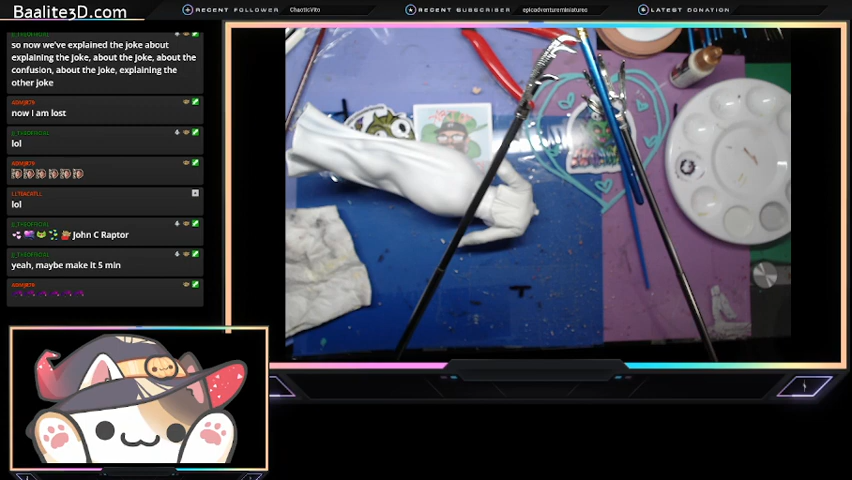 Baalite3D.com
RECENT FOLLOWER ChaoticVito
RECENT SUBSCRIBER epicadventureminiatures
LATEST DONATION
so now we've explained the joke about
explaining the joke, about the joke, about the
confusion, about the joke, explaining the
other joke
now I am lost
lol
lol
John C Raptor
yeah, maybe make it 5 min